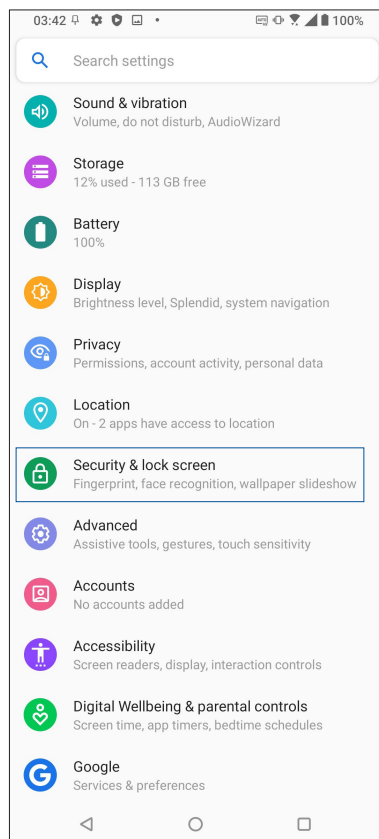 03:42 100%
Search settings
Sound & vibration
Volume, do not disturb, AudioWizard
Storage
12% used - 113 GB free
Battery
100%
Display
Brightness level, Splendid, system navigation
Privacy
Permissions, account activity, personal data
Location
On - 2 apps have access to location
Security & lock screen
Fingerprint, face recognition, wallpaper slideshow
Advanced
Assistive tools, gestures, touch sensitivity
Accounts
No accounts added
Accessibility
Screen readers, display, interaction controls
Digital Wellbeing & parental controls
Screen time, app timers, bedtime schedules
G Google
Services & preferences